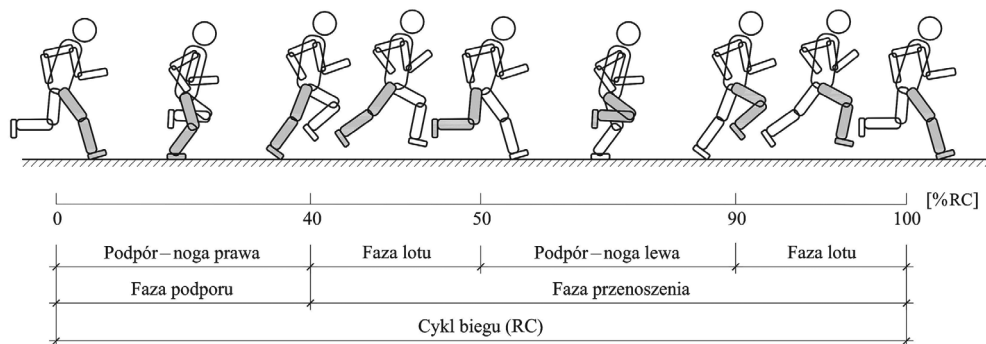 [%RC]
0 40 50 90 100
Podpór–noga prawa Faza lotu Podpór–noga lewa Faza lotu
Faza podporu Faza przenoszenia
Cykl biegu (RC)